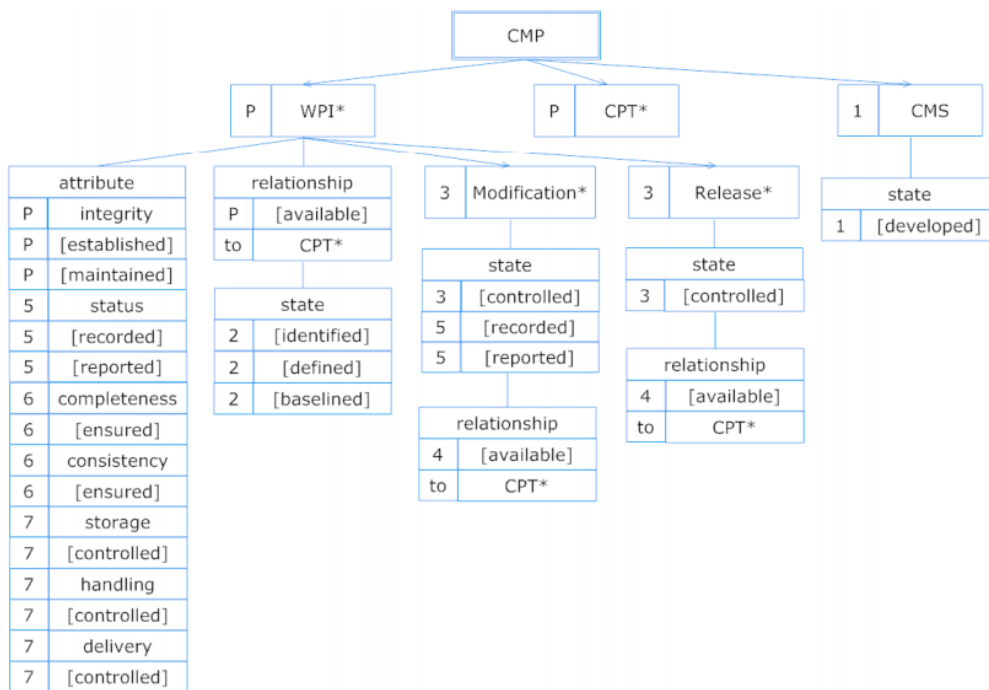 CMP
P WPI*
P CPT*
1 CMS
attribute
P integrity
P [established]
P [maintained]
5 status
5 [recorded]
5 [reported]
6 completeness
6 [ensured]
6 consistency
6 [ensured]
7 storage
7 [controlled]
7 handling
7 [controlled]
7 delivery
7 [controlled]
relationship
P [available]
to CPT*
state
2 [identified]
2 [defined]
2 [baselined]
3 Modification*
state
3 [controlled]
5 [recorded]
5 [reported]
relationship
4 [available]
to CPT*
3 Release*
state
3 [controlled]
relationship
4 [available]
to CPT*
state
1 [developed]